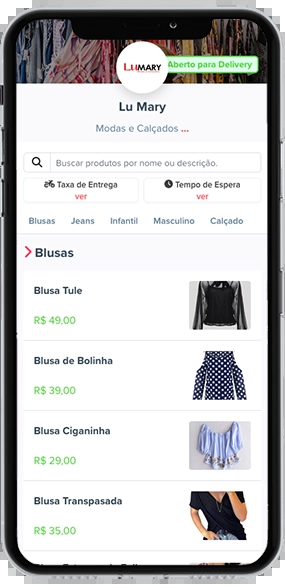 LuMARY
Aberto para Delivery
Lu Mary
Modas e Calçados ...
Buscar produtos por nome ou descrição.
Taxa de Entrega
ver
Tempo de Espera
ver
Blusas
Jeans
Infantil
Masculino
Calçado
Blusas
Blusa Tule
R$ 49,00
Blusa de Bolinha
R$ 39,00
Blusa Ciganinha
R$ 29,00
Blusa Transpasada
R$ 35,00